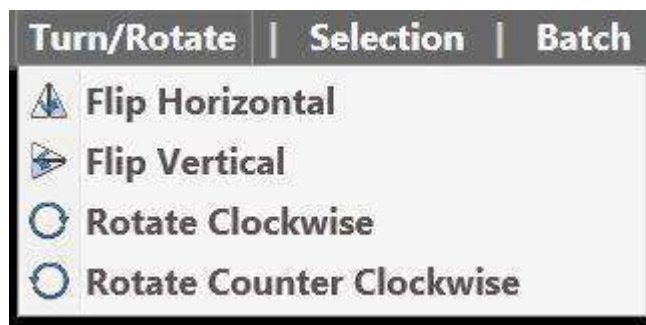 Turn/Rotate | Selection | Batch
Flip Horizontal
Flip Vertical
Rotate Clockwise
Rotate Counter Clockwise